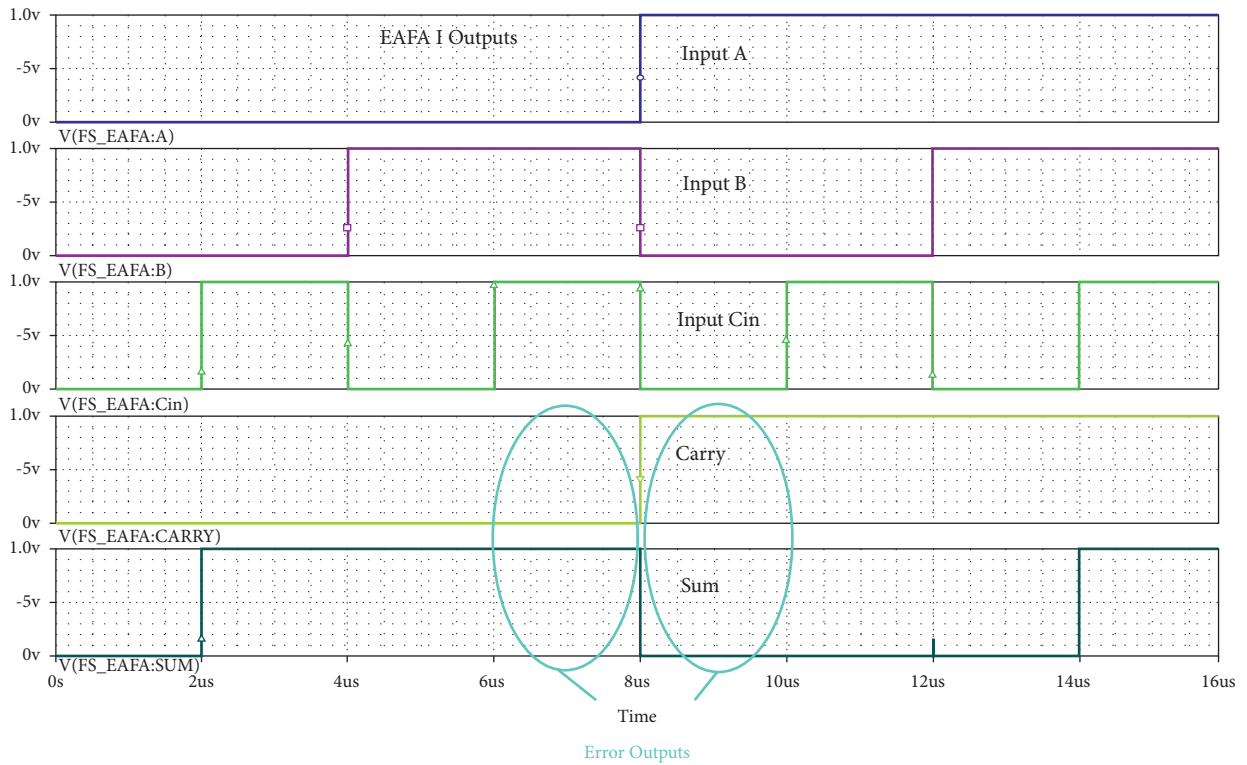 1.0v
EAFA I Outputs
Input A
-5v
0v
V(FS_EAFA:A)
1.0v
Input B
-5v
0v
V(FS_EAFA:B)
1.0v
Input Cin
-5v
0v
V(FS_EAFA:Cin)
1.0v
Carry
-5v
0v
V(FS_EAFA:CARRY)
1.0v
Sum
-5v
0v
V(FS_EAFA:SUM)
0s 2us 4us 6us 8us 10us 12us 14us 16us
Time
Error Outputs